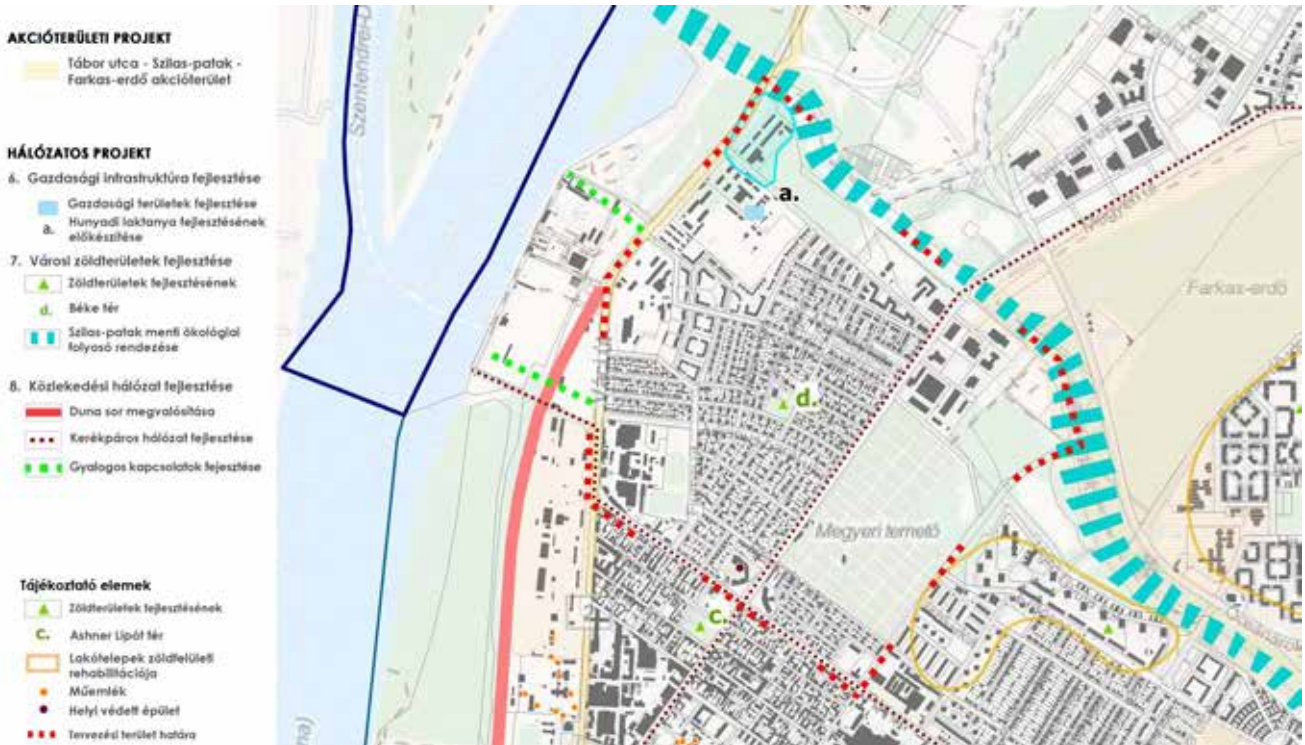 AKCIÓTERÜLETI PROJEKT
Tábor utca - Szilas-patak -
Farkas-erdő akcióterület
HÁLÓZATOS PROJEKT
6. Gazdasági infrastruktúra fejlesztése
Gazdasági területek fejlesztése
a. Hunyadi laktanya fejlesztésének
előkészítése
7. Városi zöldterületek fejlesztése
Zöldterületek fejlesztésének
d. Béke tér
Szilas-patak menti ökológiai
folyosó rendezése
8. Közlekedési hálózat fejlesztése
Duna sor megvalósítása
Kerékpáros hálózat fejlesztése
Gyalogos kapcsolatok fejesztése
Tájékoztató elemek
Zöldterületek fejlesztésének
c. Ashner Lipót tér
Lakótelepek zöldfelületi
rehabilitációja
Műemlék
Helyi védett épület
Tervezési terület határa
Szentendrei-D
a.
Farkas-erdő
d.
Megyeri temető
c.
na)